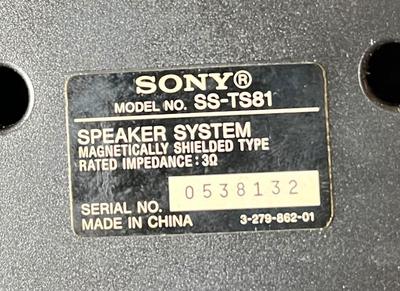 SONY®
MODEL NO. SS-TS81
SPEAKER SYSTEM
MAGNETICALLY SHIELDED TYPE
RATED IMPEDANCE : 3Ω
0538132
SERIAL NO.
MADE IN CHINA 3-279-862-01